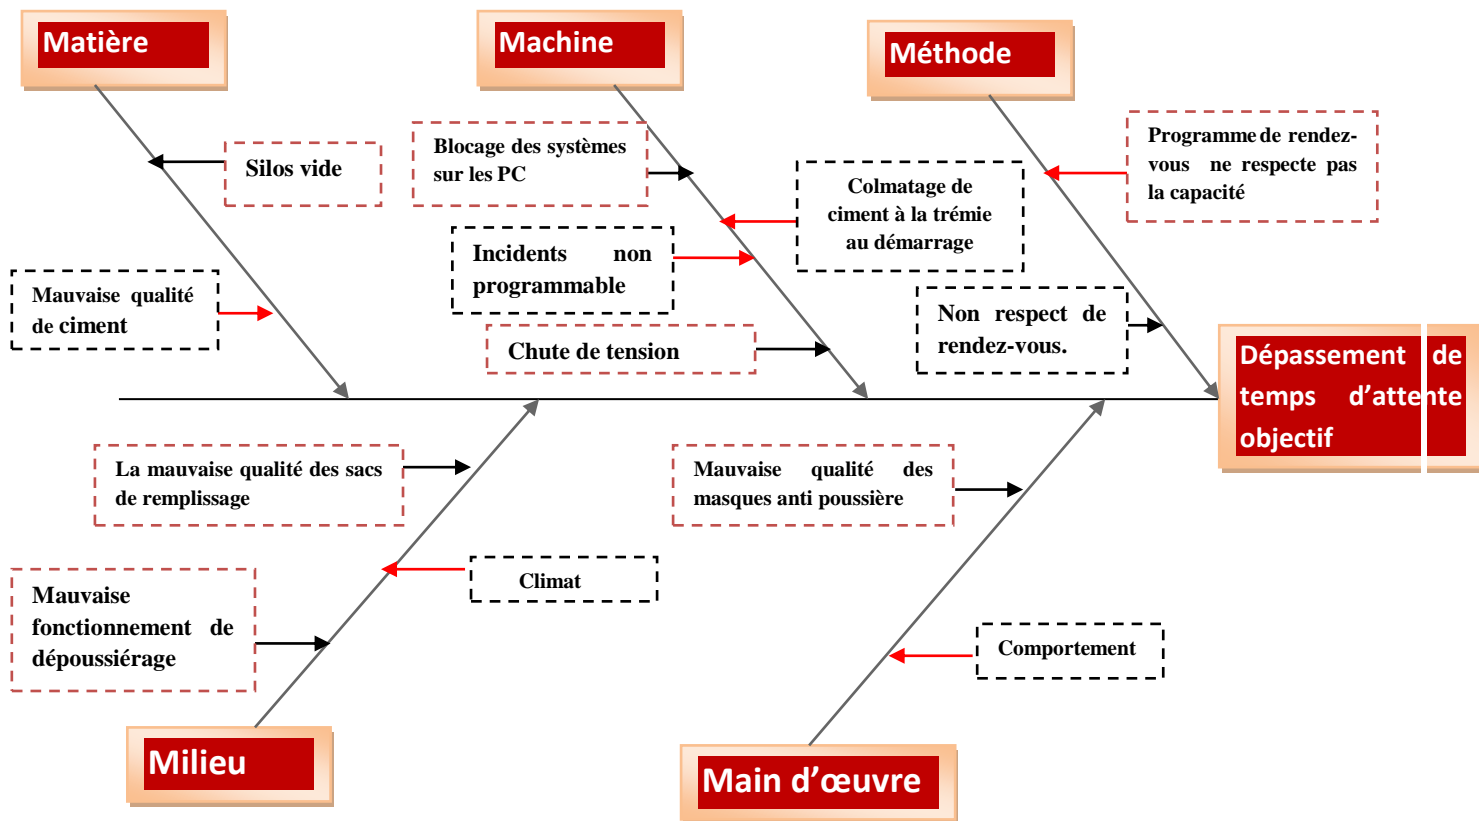 Matière
Machine
Méthode
Silos vide
Blocage des systèmes
sur les PC
Colmatage de
ciment à la trémie
au démarrage
Programme de rendez-
vous ne respecte pas
la capacité
Mauvaise qualité
de ciment
Incidents non
programmable
Chute de tension
Non respect de
rendez-vous.
Dépassement de
temps d'attente
objectif
La mauvaise qualité des sacs
de remplissage
Mauvaise qualité des
masques anti poussière
Mauvaise
fonctionnement de
dépoussiérage
Climat
Comportement
Milieu
Main d'œuvre